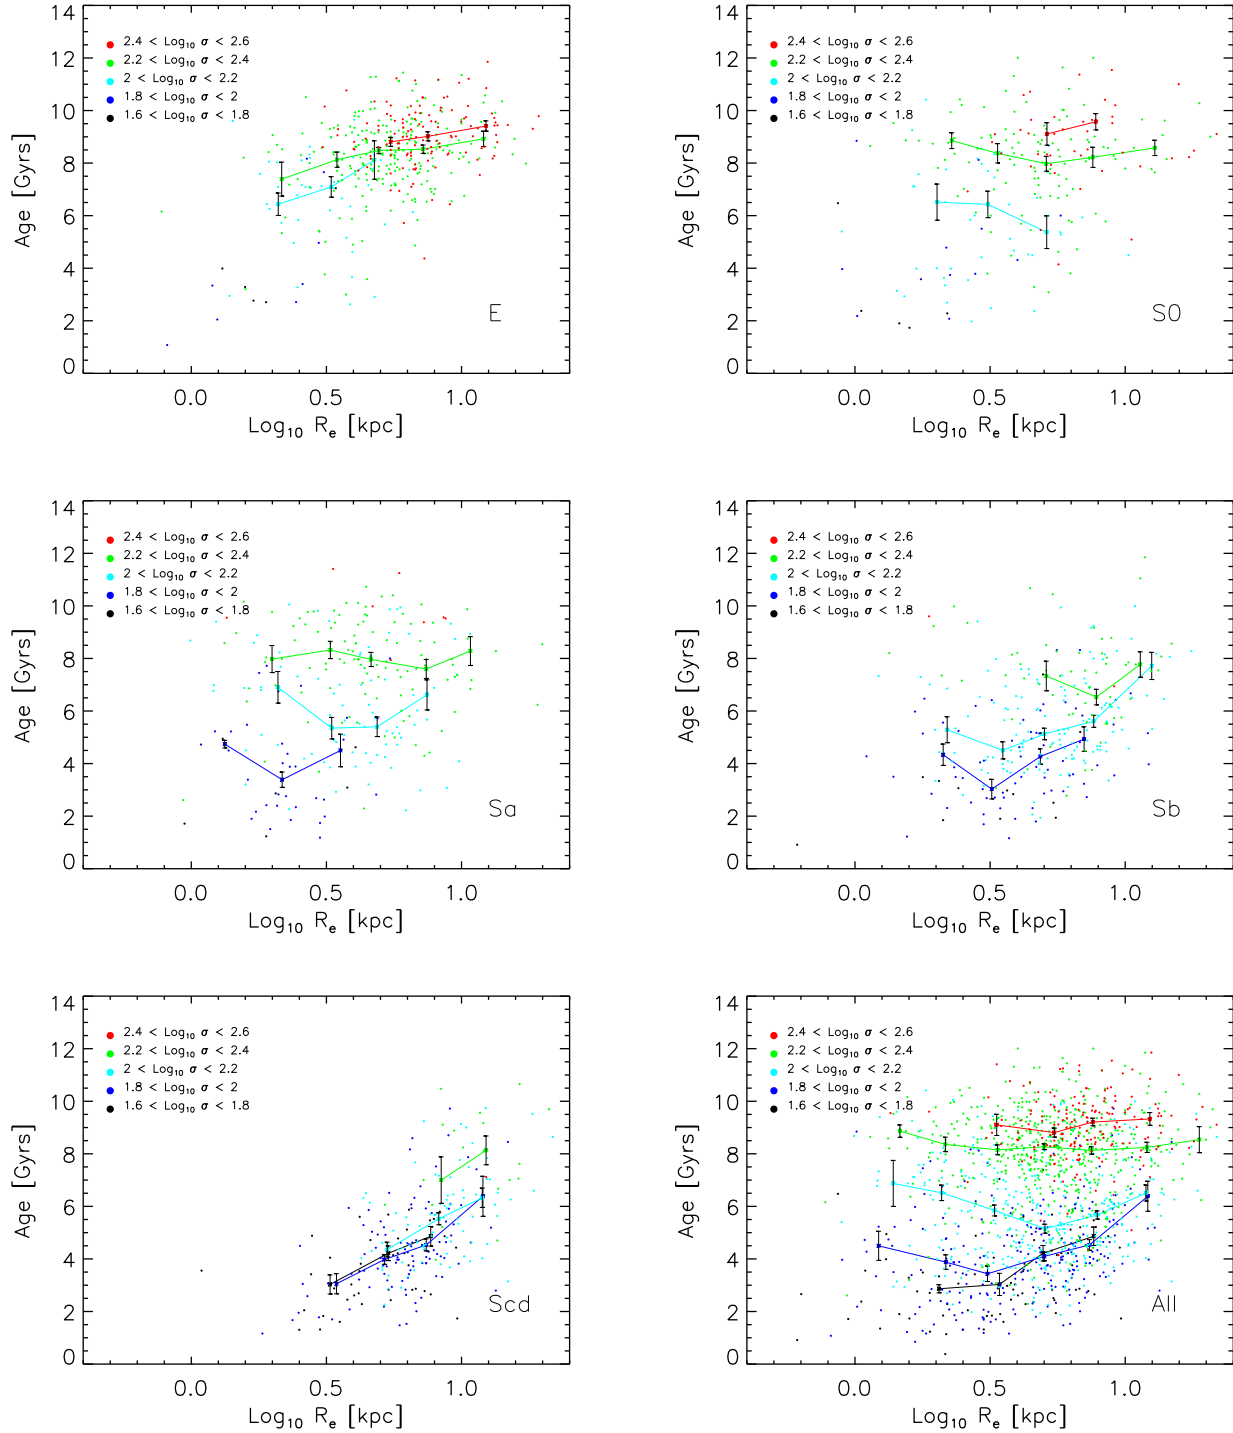 14
12
10
8
6
4
2
0
Age [Gyrs]
2.4 < Log10 σ < 2.6
2.2 < Log10 σ < 2.4
2 < Log10 σ < 2.2
1.8 < Log10 σ < 2
1.6 < Log10 σ < 1.8
E
0.0 0.5 1.0
Log10 Re [kpc]
14
12
10
8
6
4
2
0
Age [Gyrs]
2.4 < Log10 σ < 2.6
2.2 < Log10 σ < 2.4
2 < Log10 σ < 2.2
1.8 < Log10 σ < 2
1.6 < Log10 σ < 1.8
S0
0.0 0.5 1.0
Log10 Re [kpc]
14
12
10
8
6
4
2
0
Age [Gyrs]
2.4 < Log10 σ < 2.6
2.2 < Log10 σ < 2.4
2 < Log10 σ < 2.2
1.8 < Log10 σ < 2
1.6 < Log10 σ < 1.8
Sa
0.0 0.5 1.0
Log10 Re [kpc]
14
12
10
8
6
4
2
0
Age [Gyrs]
2.4 < Log10 σ < 2.6
2.2 < Log10 σ < 2.4
2 < Log10 σ < 2.2
1.8 < Log10 σ < 2
1.6 < Log10 σ < 1.8
Sb
0.0 0.5 1.0
Log10 Re [kpc]
14
12
10
8
6
4
2
0
Age [Gyrs]
2.4 < Log10 σ < 2.6
2.2 < Log10 σ < 2.4
2 < Log10 σ < 2.2
1.8 < Log10 σ < 2
1.6 < Log10 σ < 1.8
Scd
0.0 0.5 1.0
Log10 Re [kpc]
14
12
10
8
6
4
2
0
Age [Gyrs]
2.4 < Log10 σ < 2.6
2.2 < Log10 σ < 2.4
2 < Log10 σ < 2.2
1.8 < Log10 σ < 2
1.6 < Log10 σ < 1.8
All
0.0 0.5 1.0
Log10 Re [kpc]